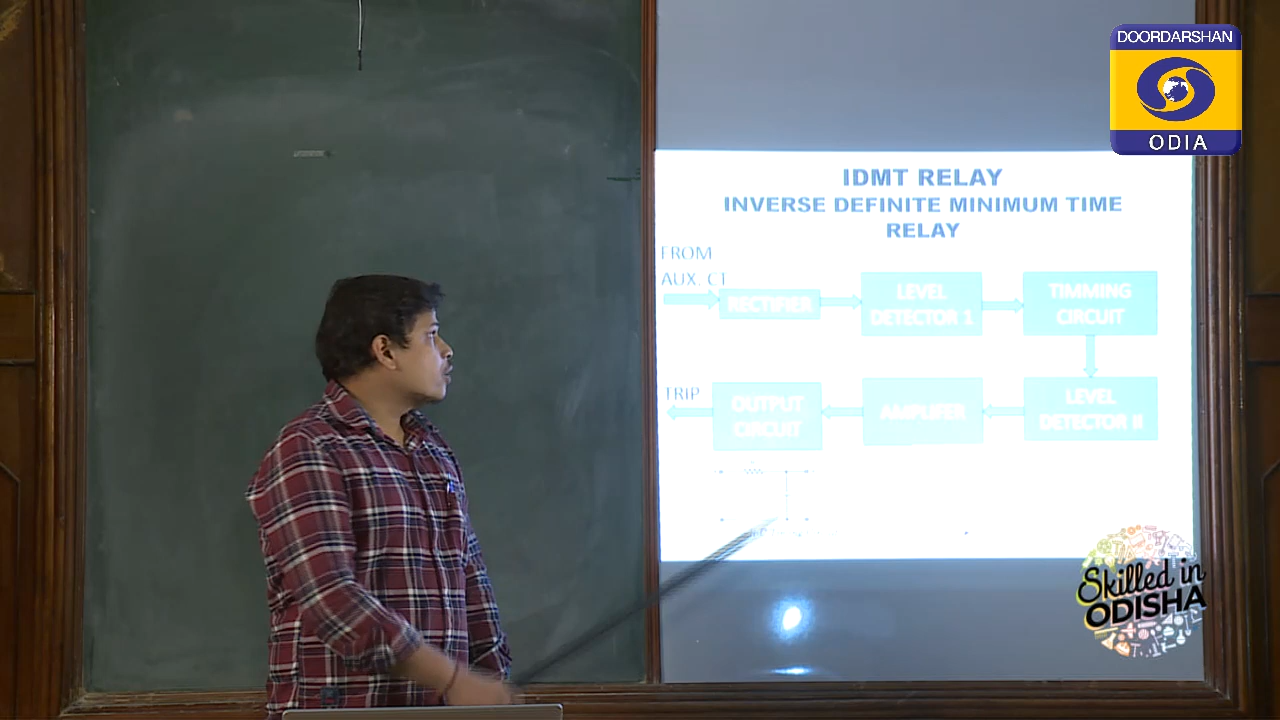 DOORDARSHAN
ODIA
IDMT RELAY
INVERSE DEFINITE MINIMUM TIME
RELAY
FROM
AUX. CT
RECTIFIER
LEVEL
DETECTOR 1
TIMMING
CIRCUIT
TRIP
OUTPUT
CIRCUIT
AMPLIFER
LEVEL
DETECTOR II
Skilled in
ODISHA